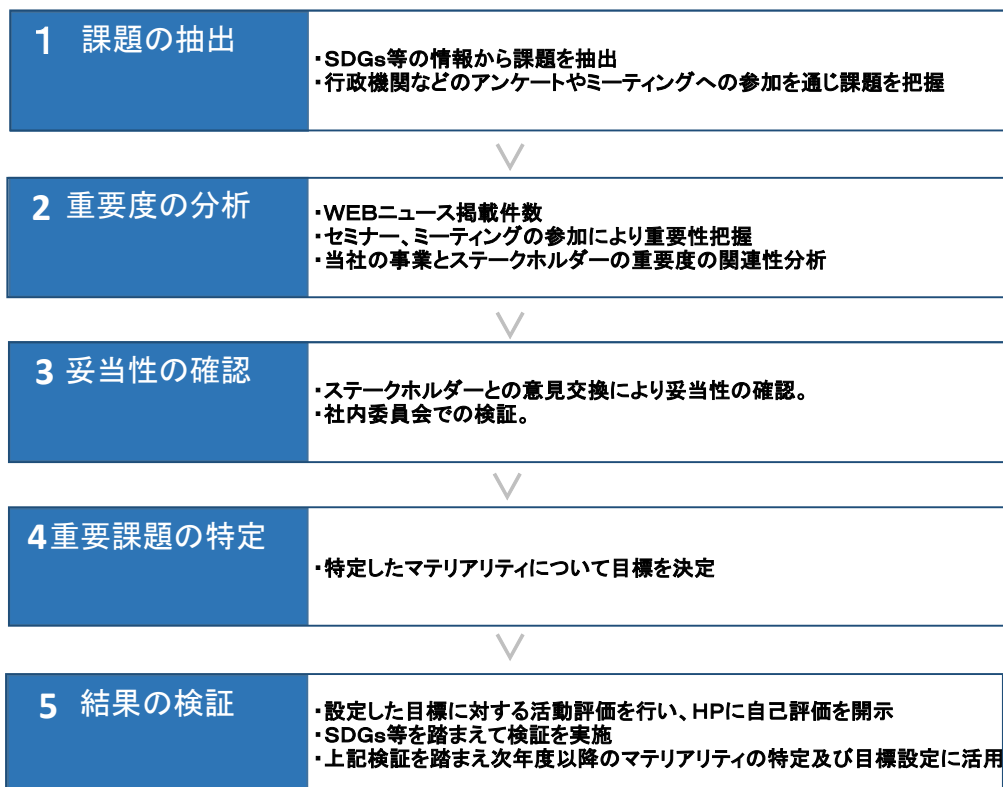 1 課題の抽出
・SDGs等の情報から課題を抽出
・行政機関などのアンケートやミーティングへの参加を通じ課題を把握
2 重要度の分析
・WEBニュース掲載件数
・セミナー、ミーティングの参加により重要性把握
・当社の事業とステークホルダーの重要度の関連性分析
3 妥当性の確認
・ステークホルダーとの意見交換により妥当性の確認。
・社内委員会での検証。
4重要課題の特定
・特定したマテリアリティについて目標を決定
5 結果の検証
・設定した目標に対する活動評価を行い、HPに自己評価を開示
・SDGs等を踏まえて検証を実施
・上記検証を踏まえ次年度以降のマテリアリティの特定及び目標設定に活用